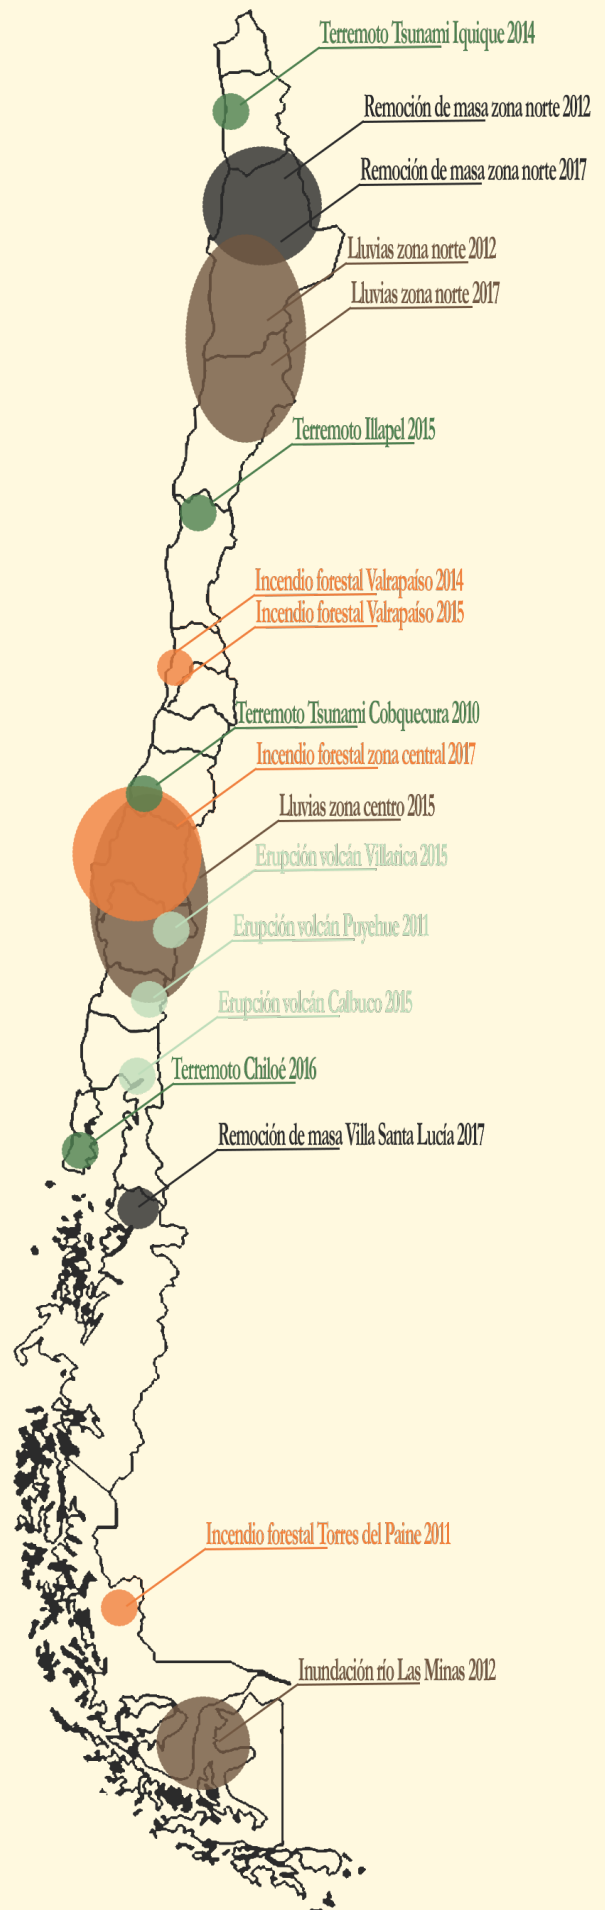 Terremoto Tsunami Iquique 2014
Remoción de masa zona norte 2012
Remoción de masa zona norte 2017
Lluvias zona norte 2012
Lluvias zona norte 2017
Terremoto Illapel 2015
Incendio forestal Valrapaíso 2014
Incendio forestal Valrapaíso 2015
Terremoto Tsunami Cobquecura 2010
Incendio forestal zona central 2017
Lluvias zona centro 2015
Erupción volcán Villarica 2015
Erupción volcán Puyehue 2011
Erupción volcán Calbuco 2015
Terremoto Chiloé 2016
Remoción de masa Villa Santa Lucía 2017
Incendio forestal Torres del Paine 2011
Inundación río Las Minas 2012